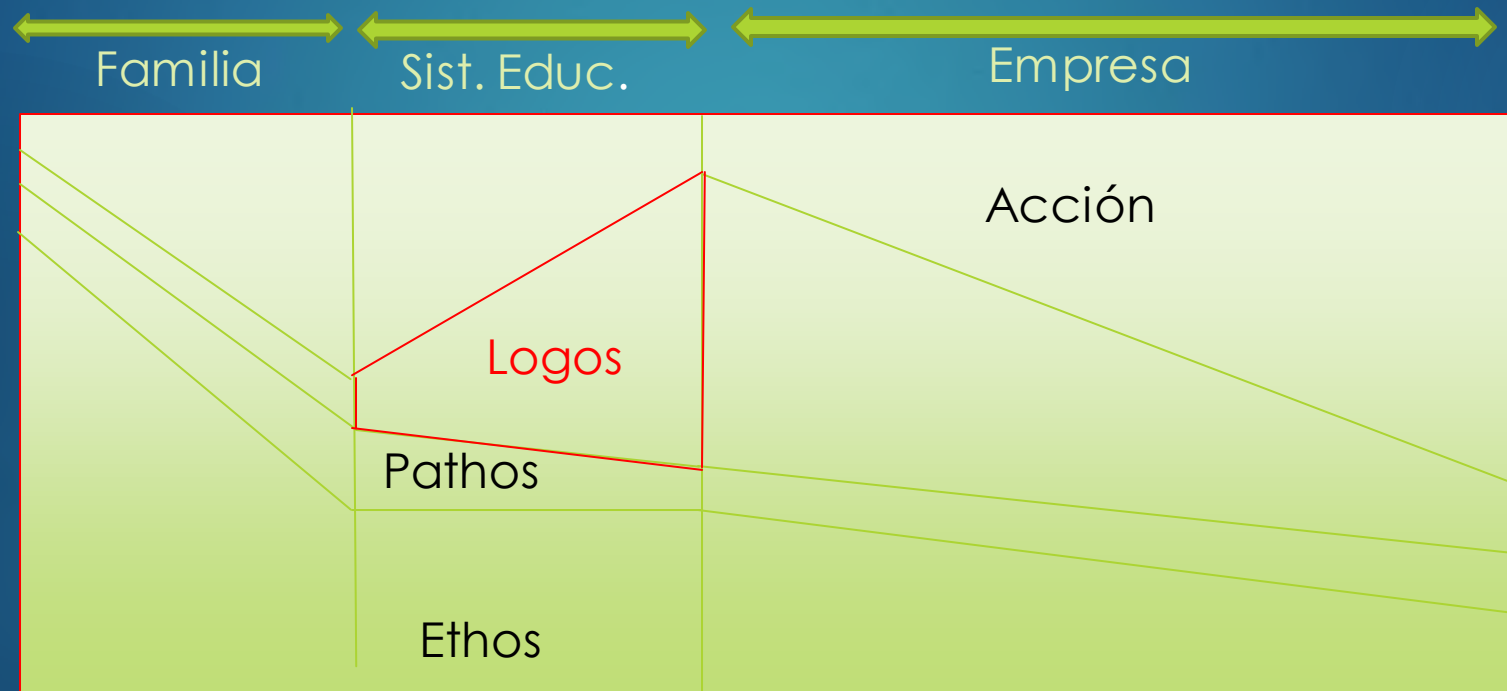 Familia
Sist. Educ.
Empresa
Acción
Logos
Pathos
Ethos